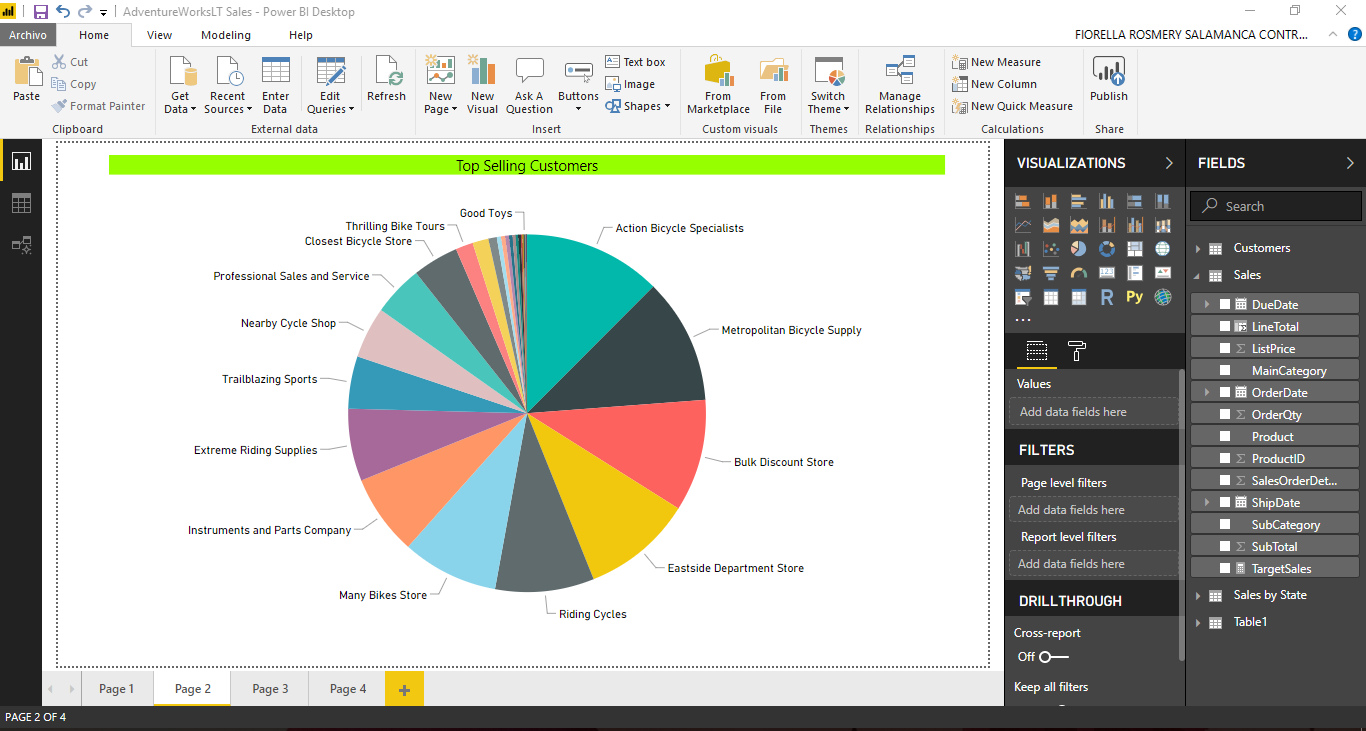 AdventureWorksLT Sales - Power BI Desktop
Archivo Home View Modeling Help FIORELLA ROSMERY SALAMANCA CONTR... ?
Paste
Cut
Copy
Format Painter
Clipboard
Get Data
Recent Sources
Enter Data
Edit Queries
External data
Refresh
New Page
New Visual
Ask A Question
Buttons
Text box
Image
Shapes
Insert
From Marketplace
From File
Custom visuals
Switch Theme
Themes
Manage Relationships
Relationships
New Measure
New Column
New Quick Measure
Calculations
Publish
Share
Top Selling Customers
Good Toys
Thrilling Bike Tours
Closest Bicycle Store
Action Bicycle Specialists
Professional Sales and Service
Nearby Cycle Shop
Metropolitan Bicycle Supply
Trailblazing Sports
Extreme Riding Supplies
Bulk Discount Store
Instruments and Parts Company
Eastside Department Store
Many Bikes Store
Riding Cycles
VISUALIZATIONS
R Py
...
Values
Add data fields here
FILTERS
Page level filters
Add data fields here
Report level filters
Add data fields here
DRILLTHROUGH
Cross-report
Off
Keep all filters
FIELDS
Search
Customers
Sales
DueDate
LineTotal
Σ ListPrice
MainCategory
OrderDate
Σ OrderQty
Product
Σ ProductID
Σ SalesOrderDet...
ShipDate
SubCategory
Σ SubTotal
TargetSales
Sales by State
Table1
Page 1 Page 2 Page 3 Page 4 +
PAGE 2 OF 4